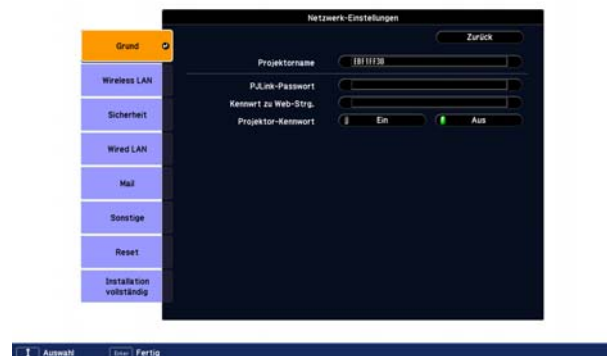 Netzwerk-Einstellungen
Zurück
Grund
Wireless LAN
Sicherheit
Wired LAN
Mail
Sonstige
Reset
Installation
vollständig
Projektorname
PJLink-Passwort
Kennwrt zu Web-Strg.
Projektor-Kennwort Ein Aus
Auswahl Enter Fertig